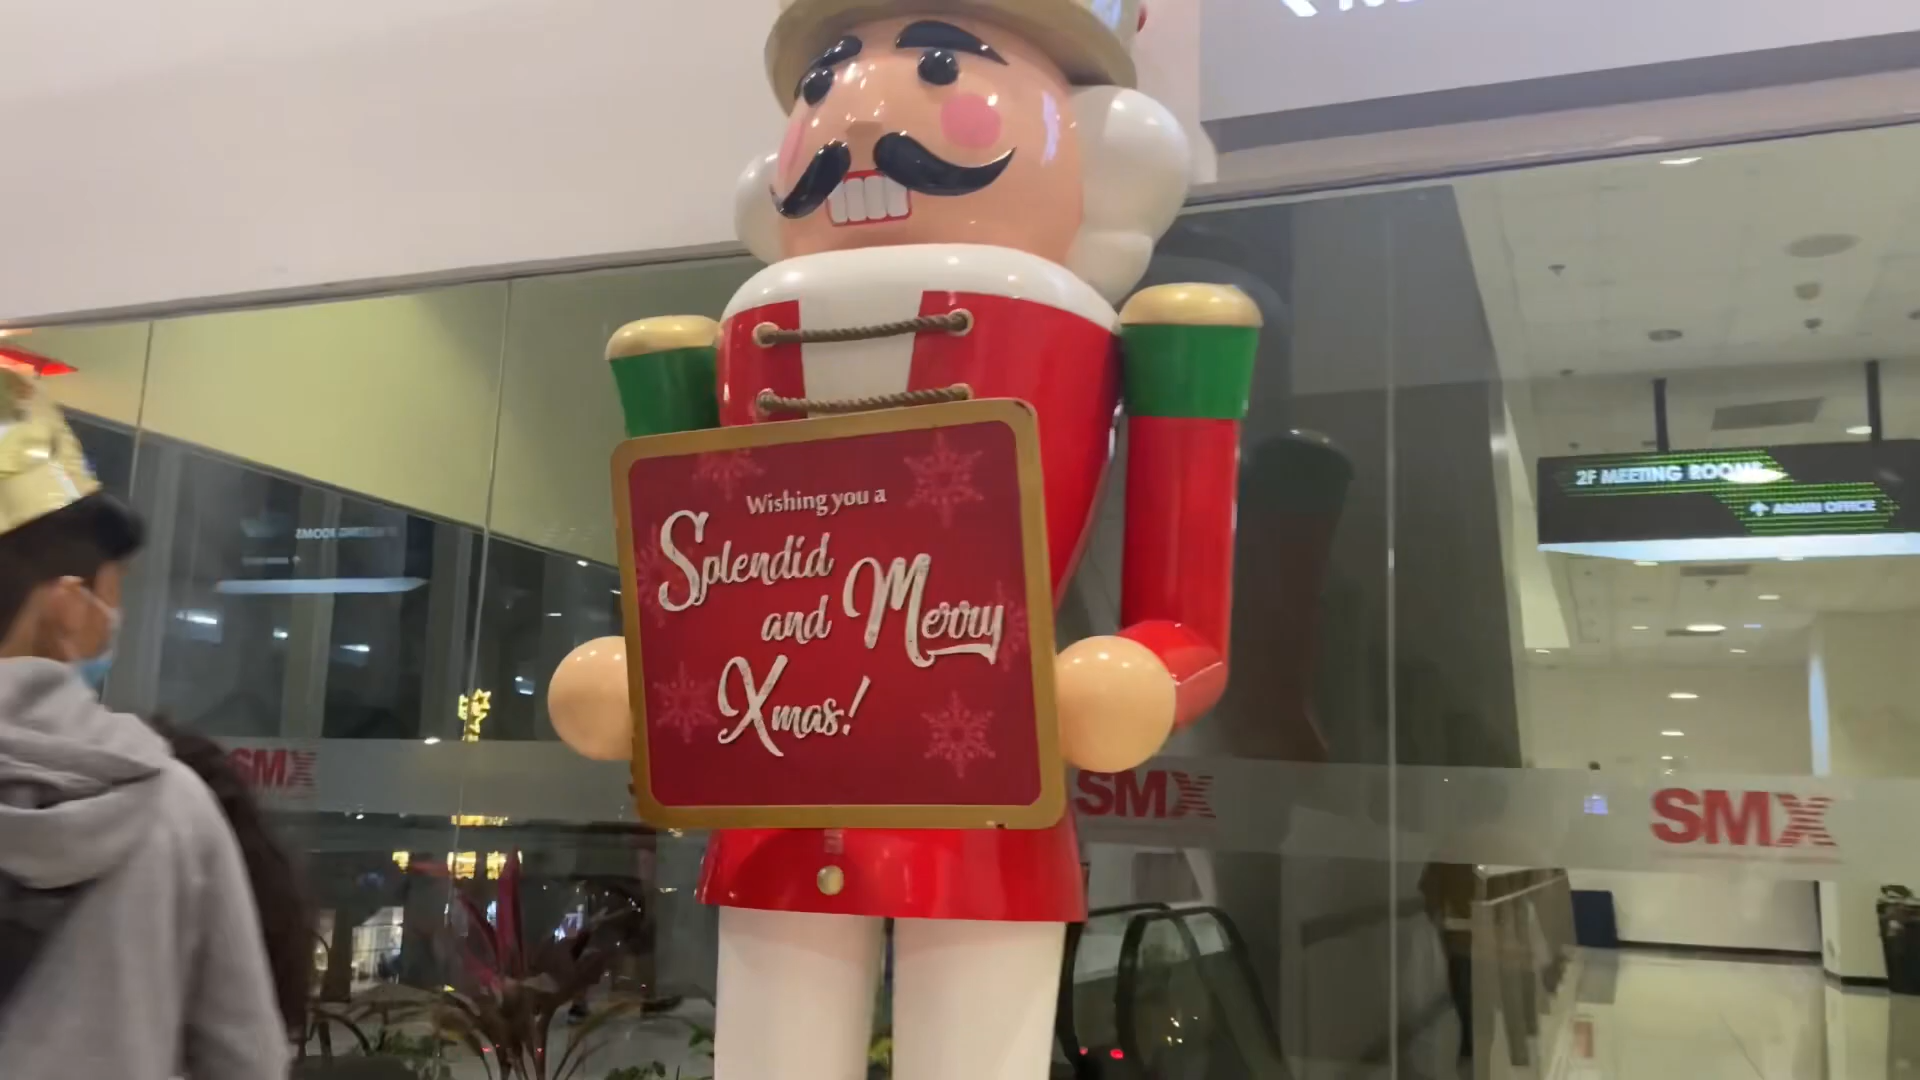 Wishing you a
Splendid
and Merry
Xmas!
2F MEETING ROOMS
ADMIN OFFICE
SMX
SMX
SMX